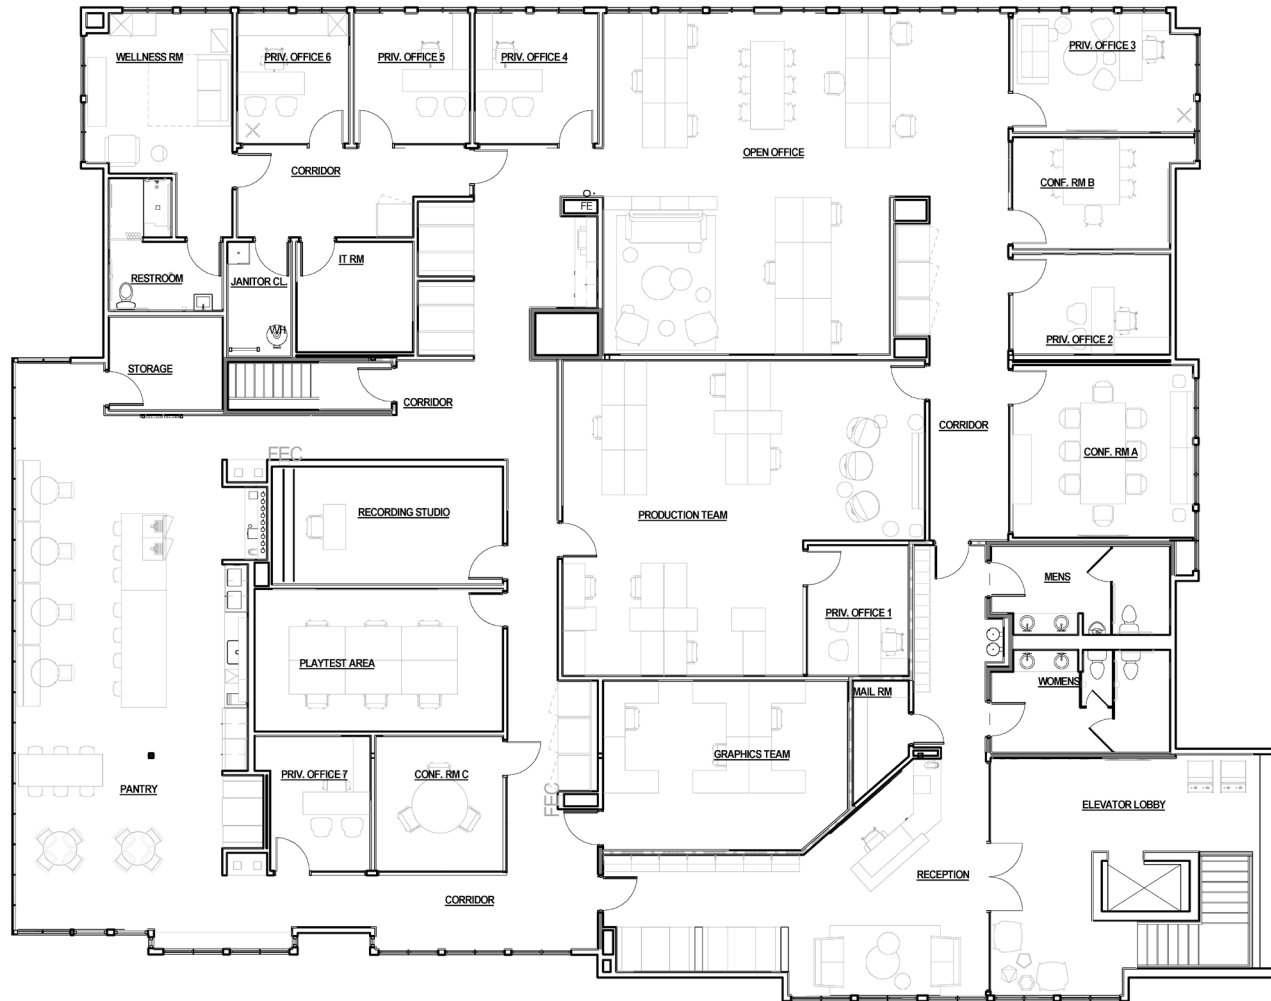 PRIV. OFFICE 3
WELLNESS RM
PRIV. OFFICE 6
PRIV. OFFICE 5
PRIV. OFFICE 4
OPEN OFFICE
CORRIDOR
CONF. RM B
FE
IT RM
RESTROOM
JANITOR CL.
WH
PRIV. OFFICE 2
STORAGE
CORRIDOR
CORRIDOR
FEC
CONF. RM A
RECORDING STUDIO
PRODUCTION TEAM
MENS
PRIV. OFFICE 1
PLAYTEST AREA
WOMENS
MAIL RM
GRAPHICS TEAM
PRIV. OFFICE 7
CONF. RM C
PANTRY
FEC
ELEVATOR LOBBY
RECEPTION
CORRIDOR